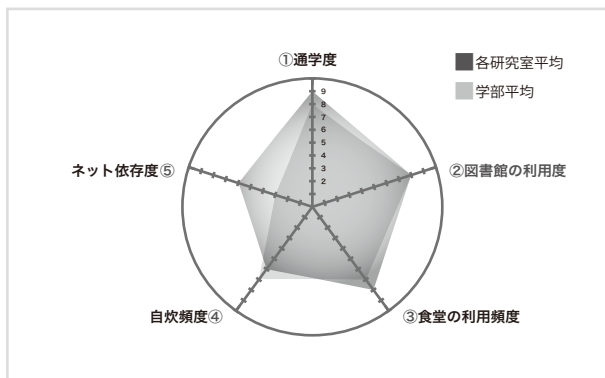 ①通学度
各研究室平均
学部平均
9
8
7
6
5
4
3
2
ネット依存度⑤
②図書館の利用度
自炊頻度④
③食堂の利用頻度